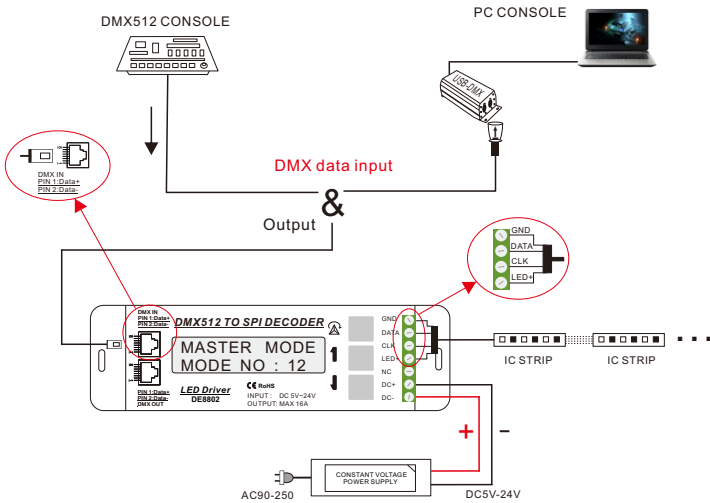 DMX512 CONSOLE
PC CONSOLE
USB-DMX
8
1
DMX IN
PIN 1:Data+
PIN 2:Data-
DMX data input
&
Output
GND
DATA
CLK
LED+
DMX IN
PIN 1:Data+
PIN 2:Data-
DMX512 TO SPI DECODER
MASTER MODE
MODE NO : 12
PIN 1:Data+
PIN 2:Data-
DMX OUT
LED Driver
DE8802
CE RoHS
INPUT : DC 5V~24V
OUTPUT: MAX 16A
GND
DATA
CLK
LED+
NC
DC+
DC-
IC STRIP
IC STRIP
+
–
CONSTANT VOLTAGE
POWER SUPPLY
AC90-250
DC5V-24V